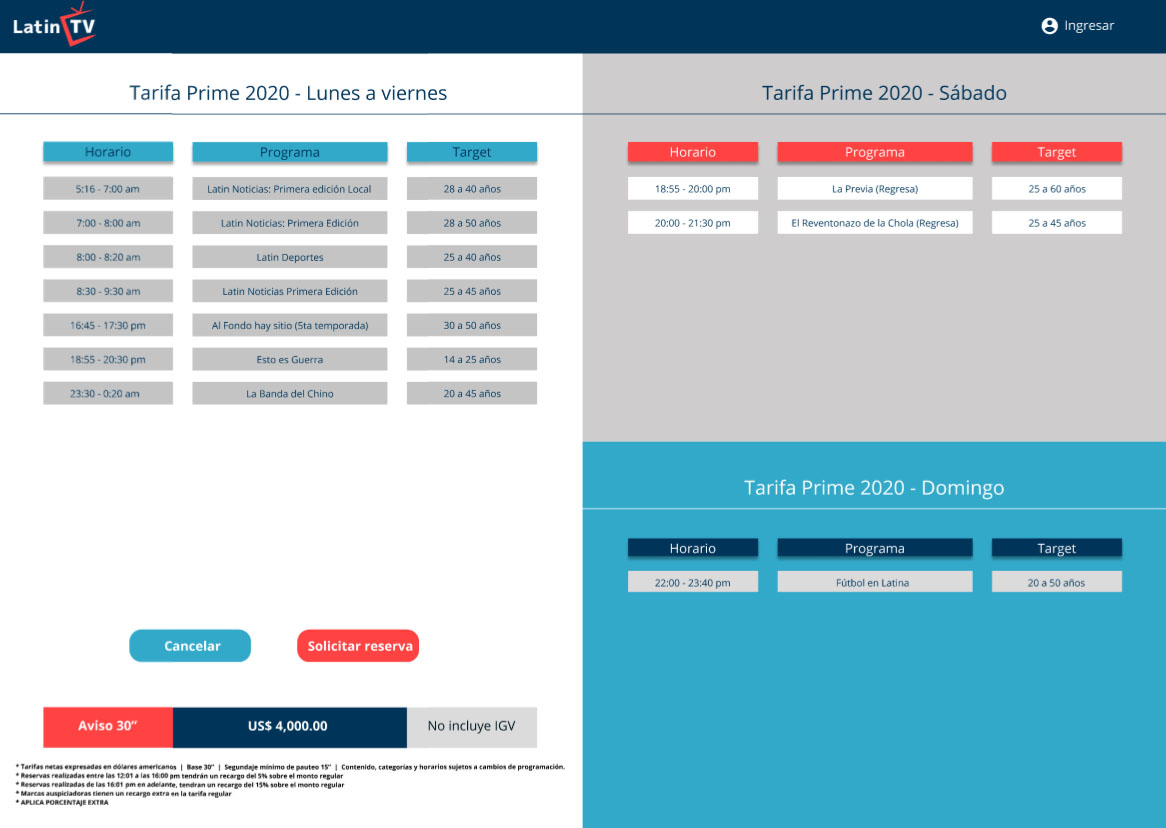 Latin TV
Ingresar
Tarifa Prime 2020 - Lunes a viernes
Horario Programa Target
5:16 - 7:00 am Latin Noticias: Primera edición Local 28 a 40 años
7:00 - 8:00 am Latin Noticias: Primera Edición 28 a 50 años
8:00 - 8:20 am Latin Deportes 25 a 40 años
8:30 - 9:30 am Latin Noticias Primera Edición 25 a 45 años
16:45 - 17:30 pm Al Fondo hay sitio (5ta temporada) 30 a 50 años
18:55 - 20:30 pm Esto es Guerra 14 a 25 años
23:30 - 0:20 am La Banda del Chino 20 a 45 años
Cancelar Solicitar reserva
Aviso 30” US$ 4,000.00 No incluye IGV
* Tarifas netas expresadas en dólares americanos | Base 30” | Segundaje mínimo de pauteo 15” | Contenido, categorías y horarios sujetos a cambios de programación.
* Reservas realizadas entre las 12:01 a las 16:00 pm tendrán un recargo del 5% sobre el monto regular
* Reservas realizadas de las 16:01 pm en adelante, tendran un recargo del 15% sobre el monto regular
* Marcas auspiciadoras tienen un recargo extra en la tarifa regular
* APLICA PORCENTAJE EXTRA
Tarifa Prime 2020 - Sábado
Horario Programa Target
18:55 - 20:00 pm La Previa (Regresa) 25 a 60 años
20:00 - 21:30 pm El Reventonazo de la Chola (Regresa) 25 a 45 años
Tarifa Prime 2020 - Domingo
Horario Programa Target
22:00 - 23:40 pm Fútbol en Latina 20 a 50 años